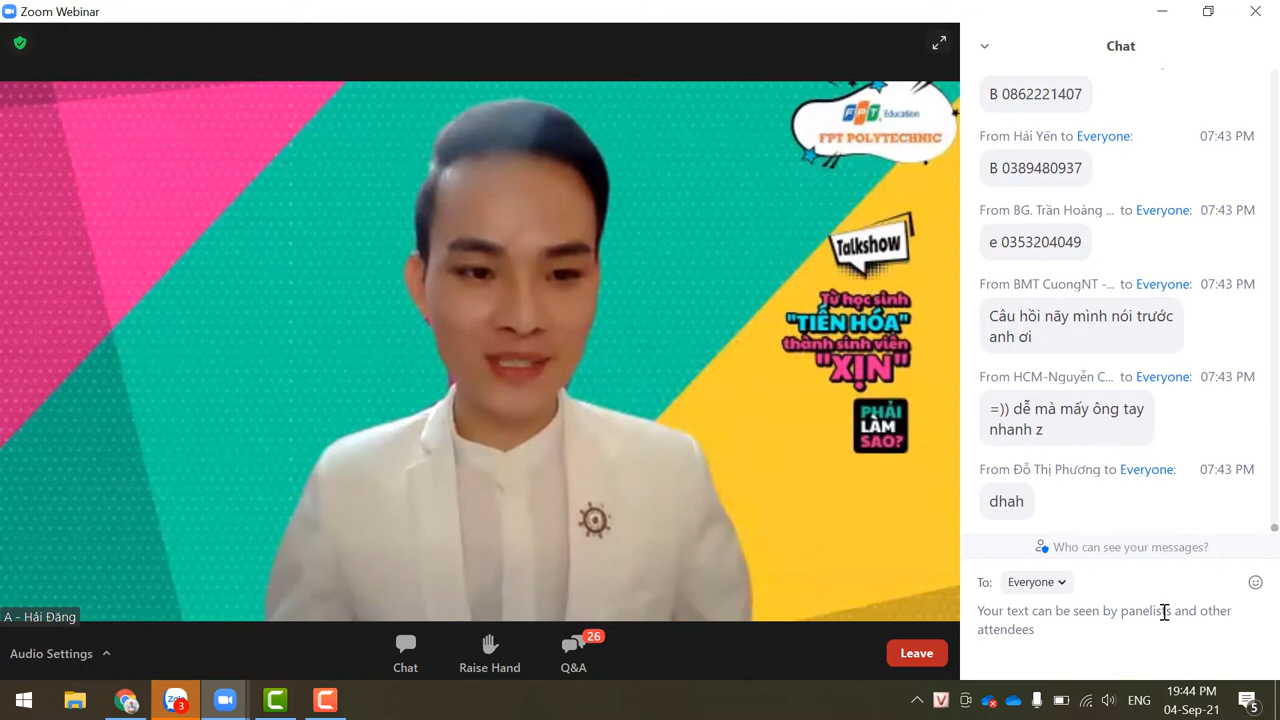 Zoom Webinar
FPT Education
FPT POLYTECHNIC
Talkshow
Từ học sinh
"TIẾN HÓA"
thành sinh viên
"XỊN"
PHẢI
LÀM
SAO?
A - Hải Đăng
Audio Settings
Chat
Raise Hand
26
Q&A
Leave
Chat
B 0862221407
From Hải Yến to Everyone: 07:43 PM
B 0389480937
From BG. Trần Hoàng ... to Everyone: 07:43 PM
e 0353204049
From BMT CuongNT -... to Everyone: 07:43 PM
Câu hồi nãy mình nói trước
anh ơi
From HCM-Nguyễn C... to Everyone: 07:43 PM
=)) dễ mà mấy ông tay
nhanh z
From Đỗ Thị Phương to Everyone: 07:43 PM
dhah
Who can see your messages?
To: Everyone
Your text can be seen by panelists and other
attendees
Zalo
3
ENG
19:44 PM
04-Sep-21
5